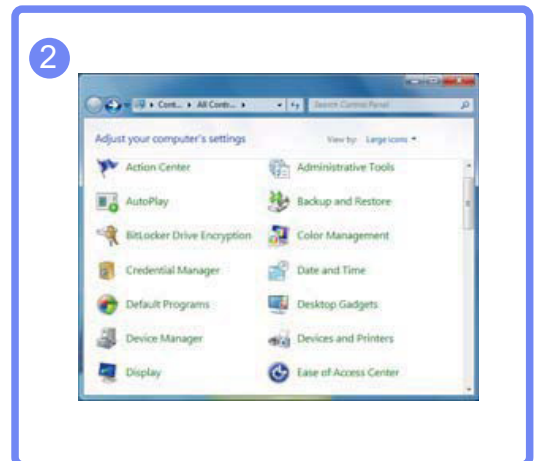 2
Cont... All Contr...
Search Control Panel
Adjust your computer's settings
View by: Large icons
Action Center
Administrative Tools
AutoPlay
Backup and Restore
BitLocker Drive Encryption
Color Management
Credential Manager
Date and Time
Default Programs
Desktop Gadgets
Device Manager
Devices and Printers
Display
Ease of Access Center